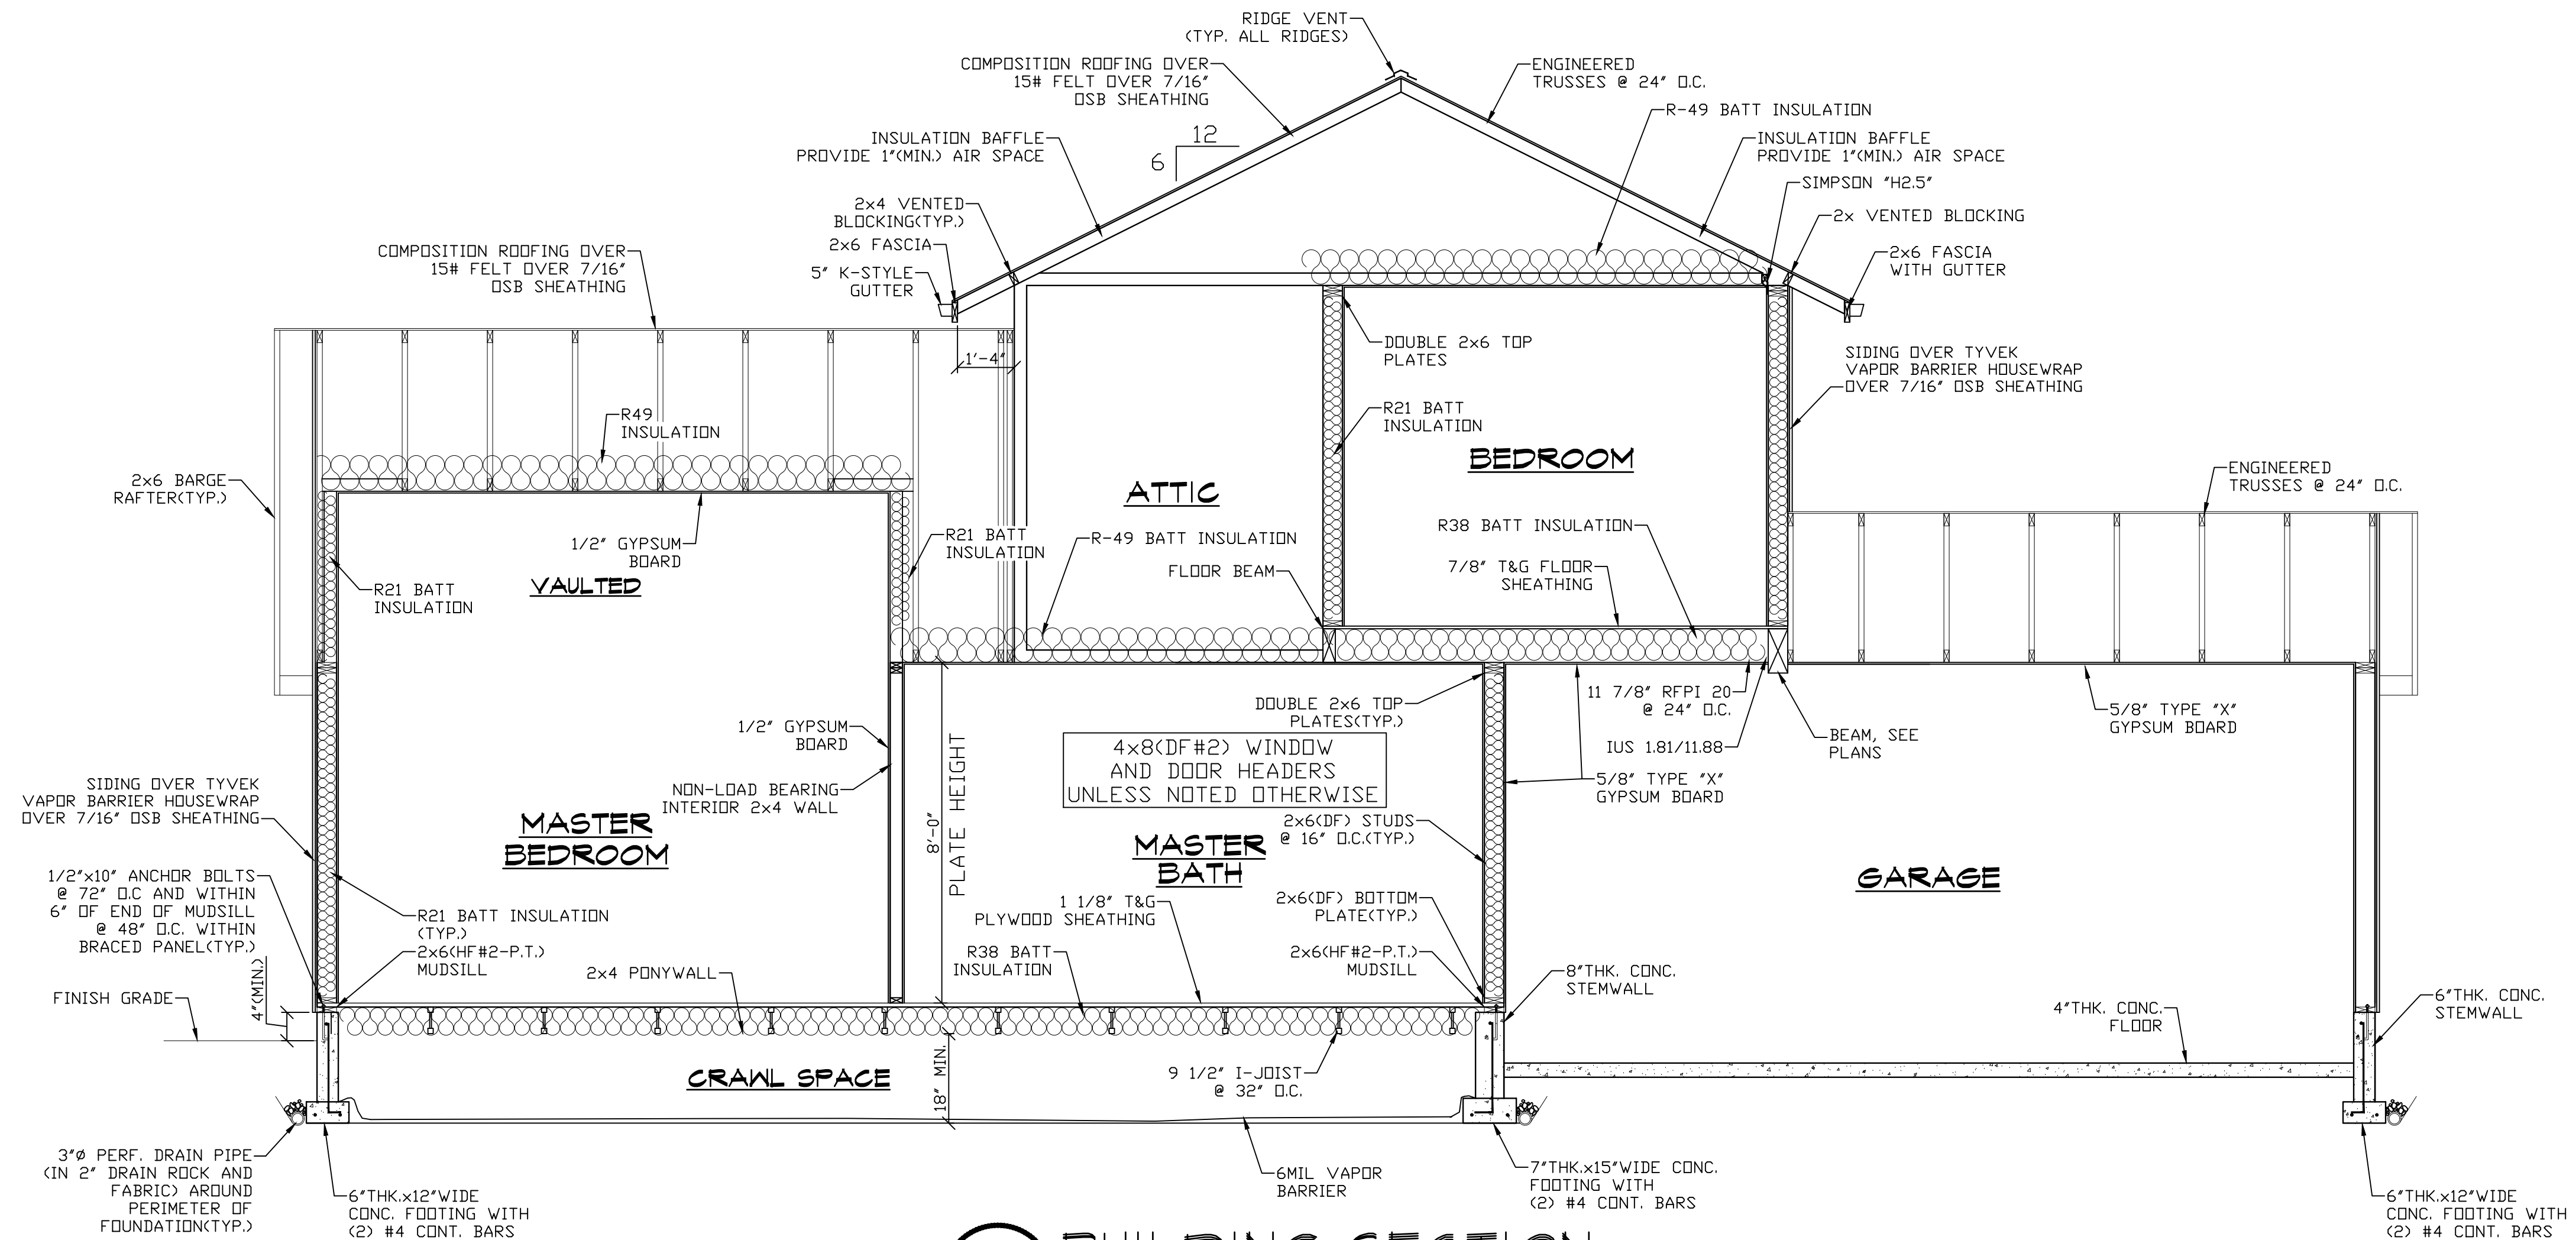 RIDGE VENT
(TYP. ALL RIDGES)
COMPOSITION ROOFING OVER
15# FELT OVER 7/16"
OSB SHEATHING
ENGINEERED
TRUSSES @ 24" O.C.
R-49 BATT INSULATION
12
6
INSULATION BAFFLE
PROVIDE 1"(MIN.) AIR SPACE
INSULATION BAFFLE
PROVIDE 1"(MIN.) AIR SPACE
SIMPSON "H2.5"
2x4 VENTED
BLOCKING(TYP.)
2x VENTED BLOCKING
2x6 FASCIA
5" K-STYLE
GUTTER
2x6 FASCIA
WITH GUTTER
COMPOSITION ROOFING OVER
15# FELT OVER 7/16"
OSB SHEATHING
1'-4"
DOUBLE 2x6 TOP
PLATES
SIDING OVER TYVEK
VAPOR BARRIER HOUSEWRAP
OVER 7/16" OSB SHEATHING
R49
INSULATION
R21 BATT
INSULATION
BEDROOM
2x6 BARGE
RAFTER(TYP.)
ATTIC
ENGINEERED
TRUSSES @ 24" O.C.
1/2" GYPSUM
BOARD
R21 BATT
INSULATION
R-49 BATT INSULATION
R38 BATT INSULATION
FLOOR BEAM
7/8" T&G FLOOR
SHEATHING
VAULTED
R21 BATT
INSULATION
DOUBLE 2x6 TOP
PLATES(TYP.)
11 7/8" RFPI 20
@ 24" O.C.
IUS 1.81/11.88
BEAM, SEE
PLANS
5/8" TYPE "X"
GYPSUM BOARD
1/2" GYPSUM
BOARD
4x8(DF#2) WINDOW
AND DOOR HEADERS
UNLESS NOTED OTHERWISE
5/8" TYPE "X"
GYPSUM BOARD
NON-LOAD BEARING
INTERIOR 2x4 WALL
8'-0"
PLATE HEIGHT
SIDING OVER TYVEK
VAPOR BARRIER HOUSEWRAP
OVER 7/16" OSB SHEATHING
MASTER
BEDROOM
MASTER
BATH
2x6(DF) STUDS
@ 16" O.C.(TYP.)
GARAGE
1/2"x10" ANCHOR BOLTS
@ 72" O.C AND WITHIN
6" OF END OF MUDSILL
@ 48" O.C. WITHIN
BRACED PANEL(TYP.)
R21 BATT INSULATION
(TYP.)
2x6(HF#2-P.T.)
MUDSILL
2x4 PONYWALL
1 1/8" T&G
PLYWOOD SHEATHING
R38 BATT
INSULATION
2x6(DF) BOTTOM
PLATE(TYP.)
2x6(HF#2-P.T.)
MUDSILL
8"THK. CONC.
STEMWALL
4"(MIN.)
FINISH GRADE
4"THK. CONC.
FLOOR
6"THK. CONC.
STEMWALL
CRAWL SPACE
18" MIN.
9 1/2" I-JOIST
@ 32" O.C.
3"Ø PERF. DRAIN PIPE
(IN 2" DRAIN ROCK AND
FABRIC) AROUND
PERIMETER OF
FOUNDATION(TYP.)
6"THK.x12"WIDE
CONC. FOOTING WITH
(2) #4 CONT. BARS
6MIL VAPOR
BARRIER
7"THK.x15"WIDE CONC.
FOOTING WITH
(2) #4 CONT. BARS
6"THK.x12"WIDE
CONC. FOOTING WITH
(2) #4 CONT. BARS
BUILDING SECTION